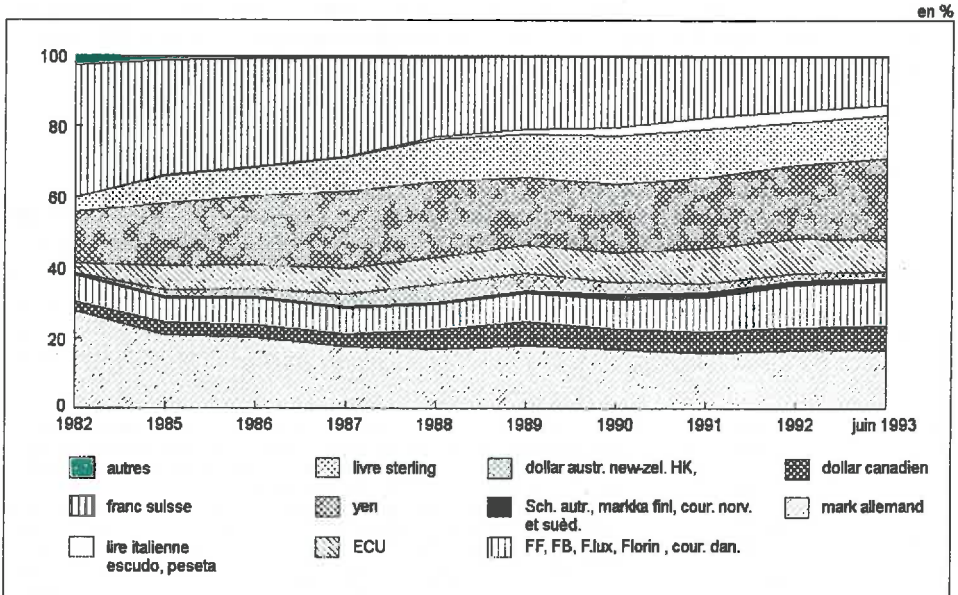 en %
100
80
60
40
20
0
1982 1985 1986 1987 1988 1989 1990 1991 1992 juin 1993
autres livre sterling dollar austr. new-zel. HK, dollar canadien
franc suisse yen Sch. autr., markka finl, cour. norv. et suèd. mark allemand
lire italienne escudo, peseta ECU FF, FB, F.lux, Florin , cour. dan.